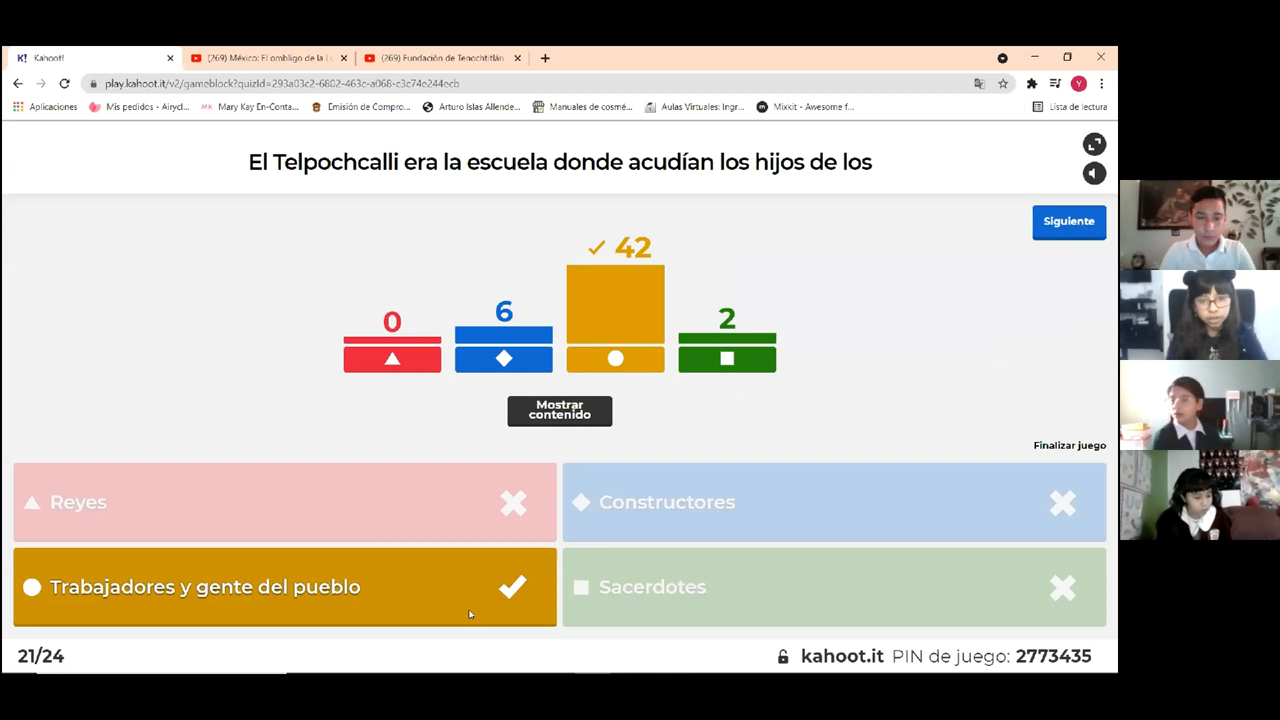 Kahoot!
(269) México: El ombligo de la Lu
(269) Fundación de Tenochtitlán
play.kahoot.it/v2/gameblock?quizId=293a03c2-6802-463c-a068-c3c74e244ecb
Y
Aplicaciones
Mis pedidos - Airycl...
MK Mary Kay En-Conta...
Emisión de Compro...
Arturo Islas Allende...
Manuales de cosmé...
Aulas Virtuales: Ingr...
Mixkit - Awesome f...
Lista de lectura
El Telpochcalli era la escuela donde acudían los hijos de los
Siguiente
0
6
42
2
Mostrar
contenido
Finalizar juego
Reyes
Constructores
Trabajadores y gente del pueblo
Sacerdotes
21/24
kahoot.it PIN de juego: 2773435